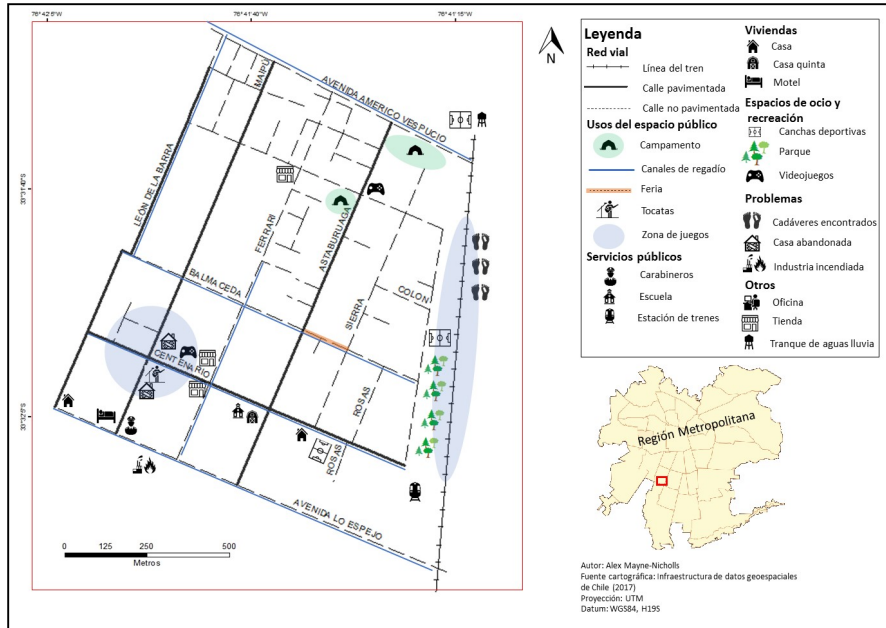 76°42'5"O
76°41'40"O
76°41'15"O
33°31'40"S
33°32'5"S
MAIPÚ
AVENIDA AMERICO VESPUCIO
LEÓN DE LA BARRA
FERRARI
ASTABURUAGA
BALMACEDA
SIERRA
COLON
CENTENARIO
ROSAS
ROSAS
AVENIDA LO ESPEJO
0 125 250 500
Metros
N
Leyenda
Red vial
Línea del tren
Calle pavimentada
Calle no pavimentada
Usos del espacio público
Campamento
Canales de regadío
Feria
Tocatas
Zona de juegos
Servicios públicos
Carabineros
Escuela
Estación de trenes
Viviendas
Casa
Casa quinta
Motel
Espacios de ocio y
recreación
Canchas deportivas
Parque
Videojuegos
Problemas
Cadáveres encontrados
Casa abandonada
Industria incendiada
Otros
Oficina
Tienda
Tranque de aguas lluvia
Región Metropolitana
Autor: Alex Mayne-Nicholls
Fuente cartográfica: Infraestructura de datos geoespaciales
de Chile (2017)
Proyección: UTM
Datum: WGS84, H19S